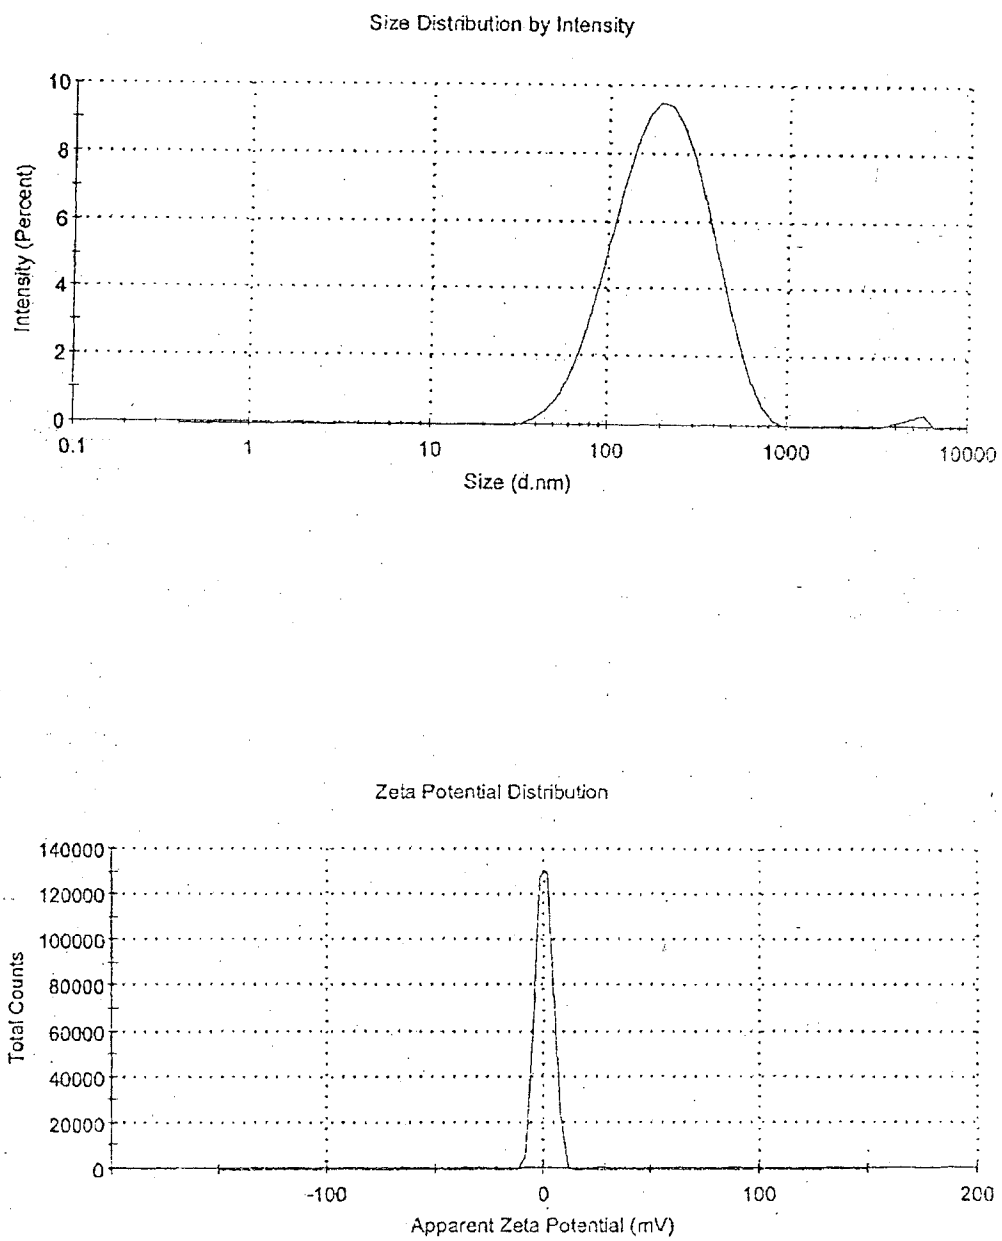 Size Distribution by Intensity
10
8
6
4
2
0
Intensity (Percent)
0.1 1 10 100 1000 10000
Size (d.nm)
Zeta Potential Distribution
140000
120000
100000
80000
60000
40000
20000
0
Total Counts
-100 0 100 200
Apparent Zeta Potential (mV)